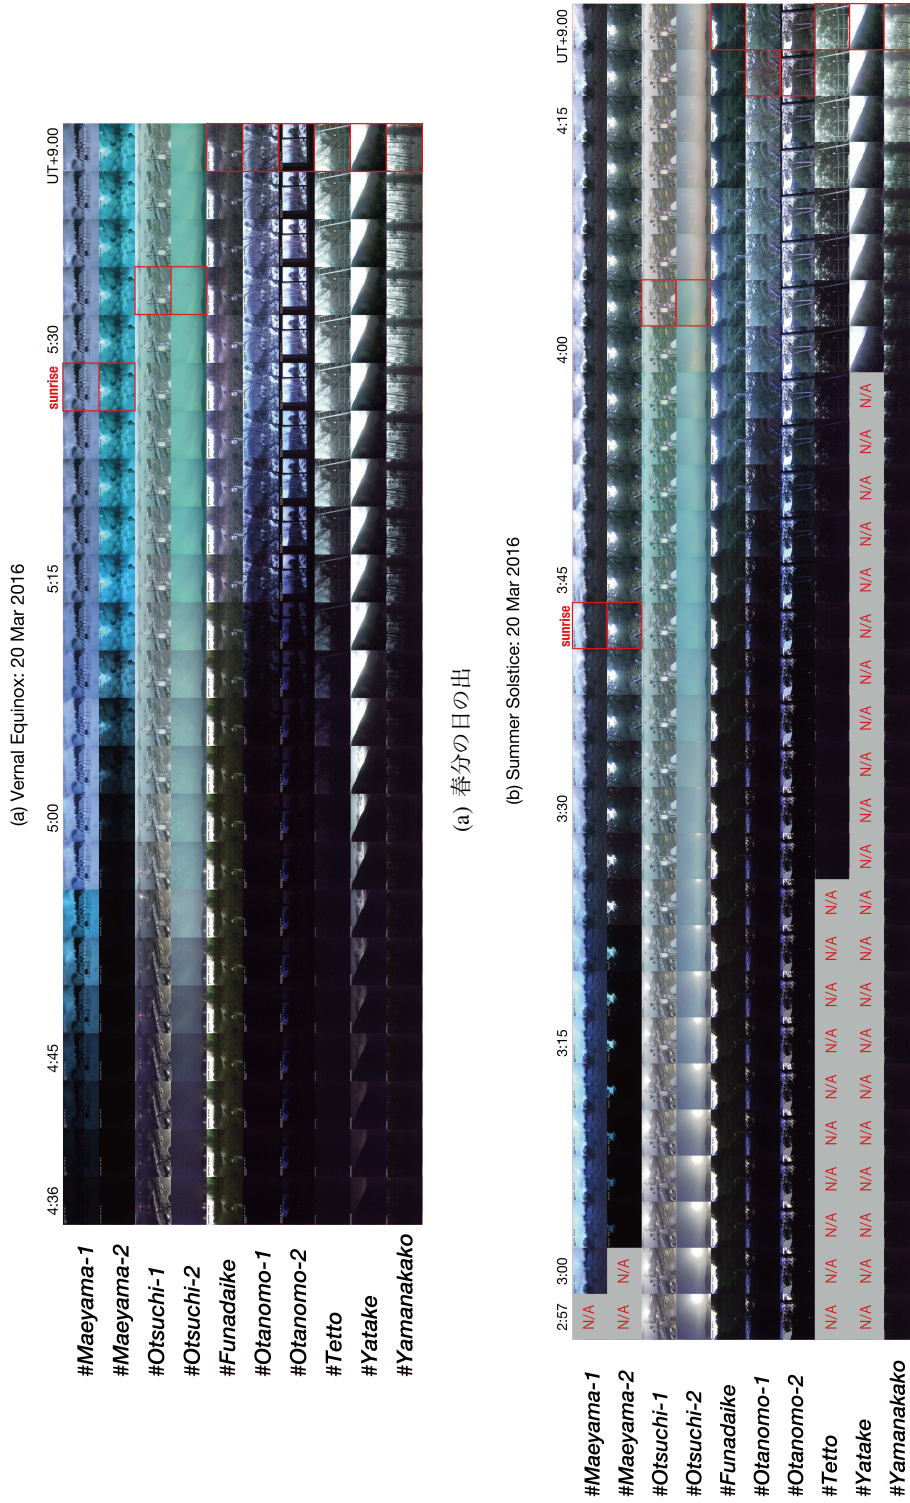 (a) Vernal Equinox: 20 Mar 2016
4:36 4:45 5:00 5:15 sunrise 5:30 UT+9.00
#Maeyama-1
#Maeyama-2
#Otsuchi-1
#Otsuchi-2
#Funadaike
#Otanomo-1
#Otanomo-2
#Tetto
#Yatake
#Yamanakako
(a) 春分の日の出
(b) Summer Solstice: 20 Mar 2016
2:57 3:00 3:15 3:30 sunrise 3:45 4:00 4:15 UT+9.00
#Maeyama-1 N/A
#Maeyama-2 N/A N/A
#Otsuchi-1
#Otsuchi-2
#Funadaike
#Otanomo-1
#Otanomo-2
#Tetto N/A N/A N/A N/A N/A N/A N/A N/A N/A N/A
#Yatake N/A N/A N/A N/A N/A N/A N/A N/A N/A N/A N/A N/A N/A N/A N/A N/A N/A N/A N/A N/A N/A
#Yamanakako